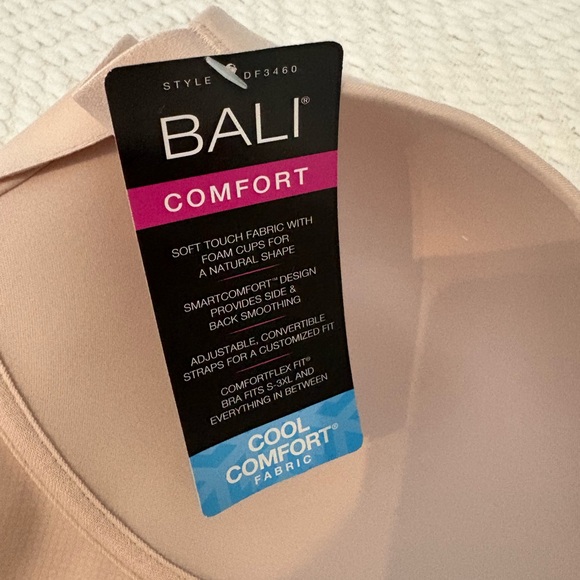 STYLE DF3460
BALI®
COMFORT
SOFT TOUCH FABRIC WITH
FOAM CUPS FOR
A NATURAL SHAPE
SMARTCOMFORT™ DESIGN
PROVIDES SIDE &
BACK SMOOTHING
ADJUSTABLE, CONVERTIBLE
STRAPS FOR A CUSTOMIZED FIT
COMFORTFLEX FIT®
BRA FITS S-3XL AND
EVERYTHING IN BETWEEN
COOL
COMFORT®
FABRIC